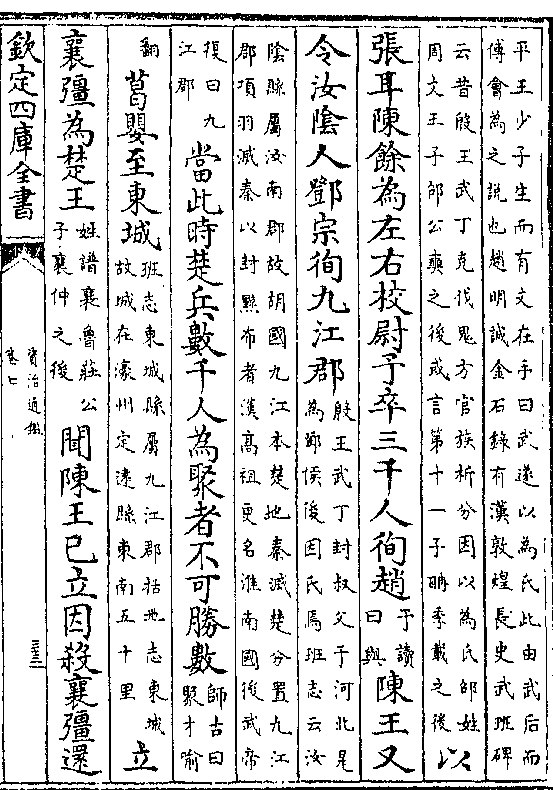 平王少子生而有文在手曰武遂以為氏此由武后而
傅會為之說也趙明誠金石錄有漢敦煌長史武班碑
云昔殷王武丁克伐鬼方官族析分因以為氏邵姓
周文王子邵公奭之後或言第十一子聃季載之後
以
張耳陳餘為左右校尉予卒三千人徇趙
予讀
曰與
陳王又
令汝陰人鄧宗徇九江郡
殷王武丁封叔父于河北是
為鄧侯後因氏焉班志云汝
陰縣屬汝南郡故胡國九江本楚地秦滅楚分置九江
郡項羽滅秦以封黥布者漢高祖更名淮南國後武帝
復曰九
江郡
當此時楚兵數千人為聚者不可勝數
師古曰
聚才喻
翻
葛嬰至東城
班志東城縣屬九江郡括地志東城
故城在濠州定遠縣東南五十里
立
襄彊為楚王
姓譜襄魯莊公
子襄仲之後
聞陳王已立因殺襄彊還
欽定四庫全書
資治通鑑
卷七